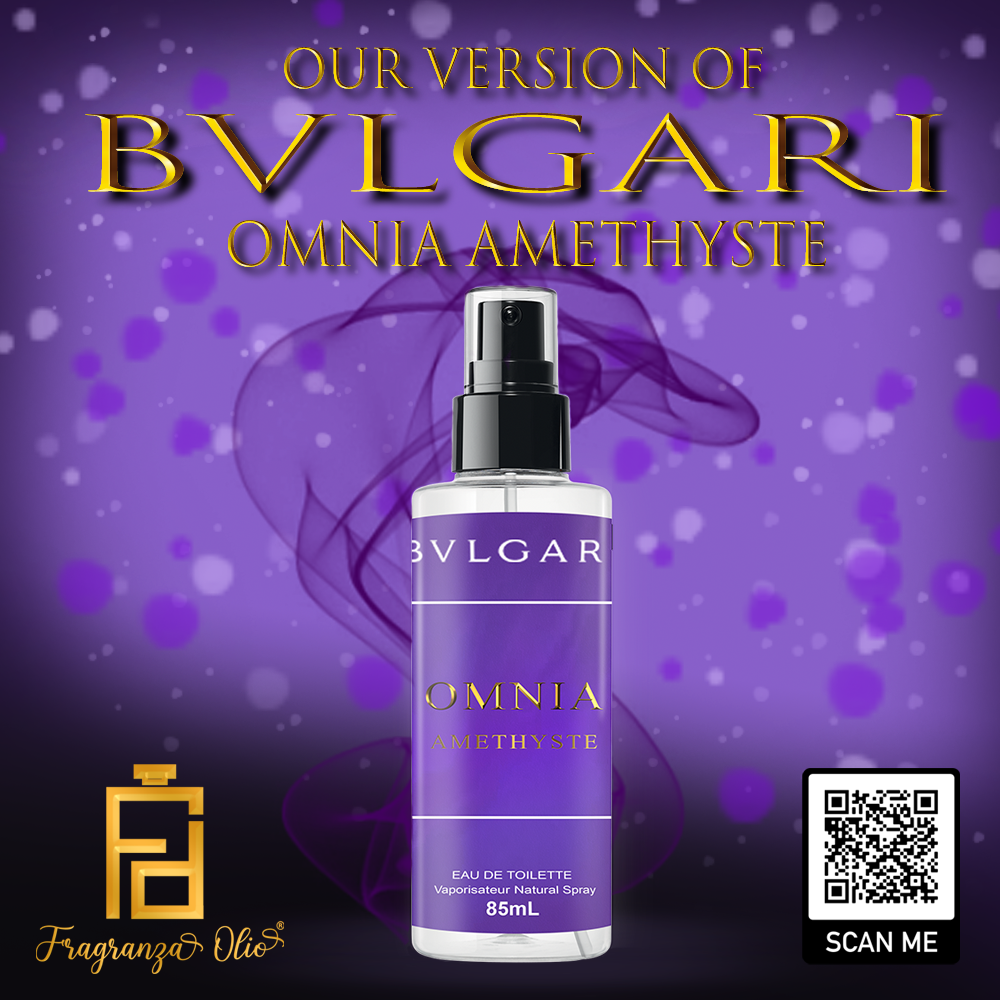 OUR VERSION OF
BVLGARI
OMNIA AMETHYSTE
BVLGAR
OMNIA
AMETHYSTE
EAU DE TOILETTE
Vaporisateur Natural Spray
85mL
Fragranza Olio®
SCAN ME